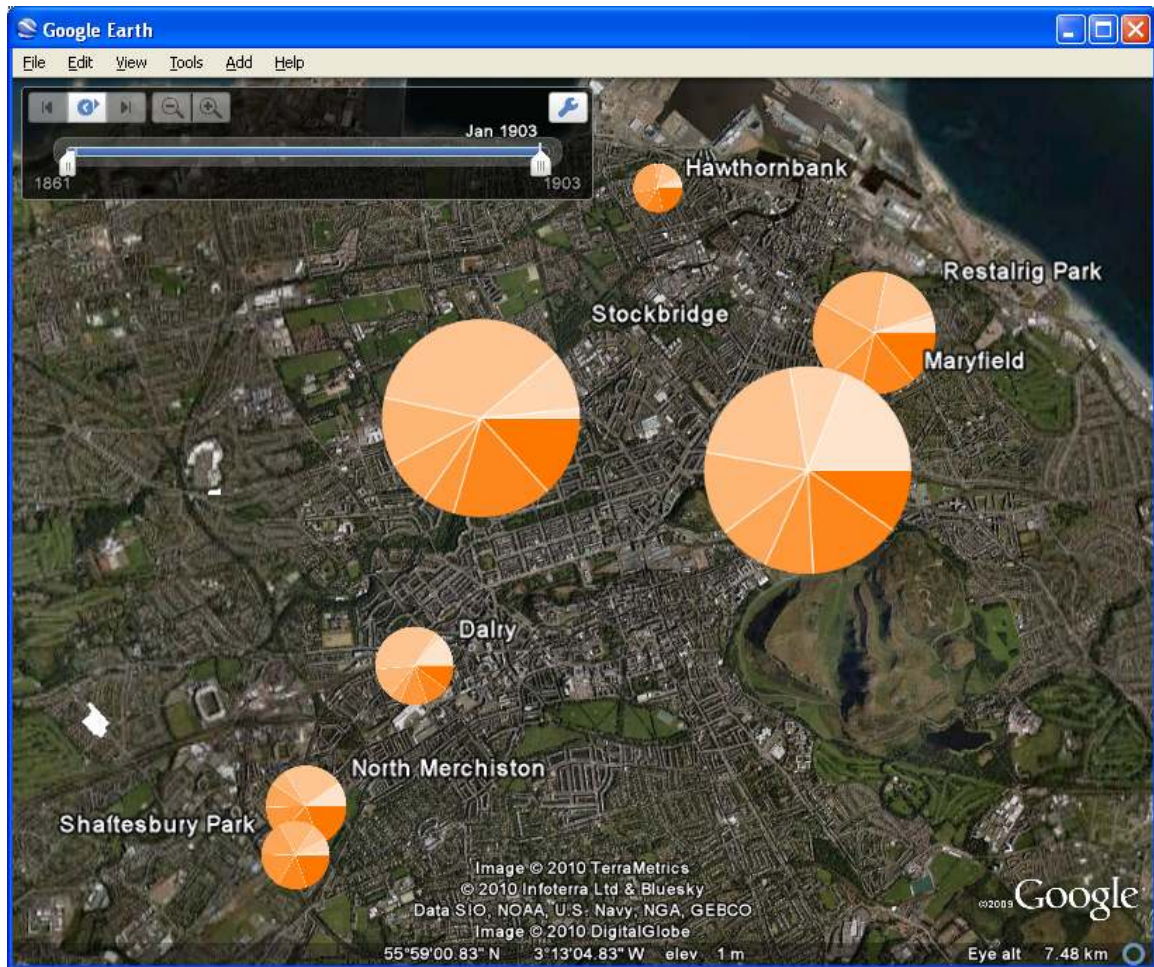 Google Earth
File Edit View Tools Add Help
Jan 1903
1861 1903
Hawthornbank
Restalrig Park
Stockbridge
Maryfield
Dalry
North Merchiston
Shaftesbury Park
Image © 2010 TerraMetrics
© 2010 Infoterra Ltd & Bluesky
Data SIO, NOAA, U.S. Navy, NGA, GEBCO
Image © 2010 DigitalGlobe
©2009 Google
55°59'00.83" N 3°13'04.83" W elev 1 m Eye alt 7.48 km